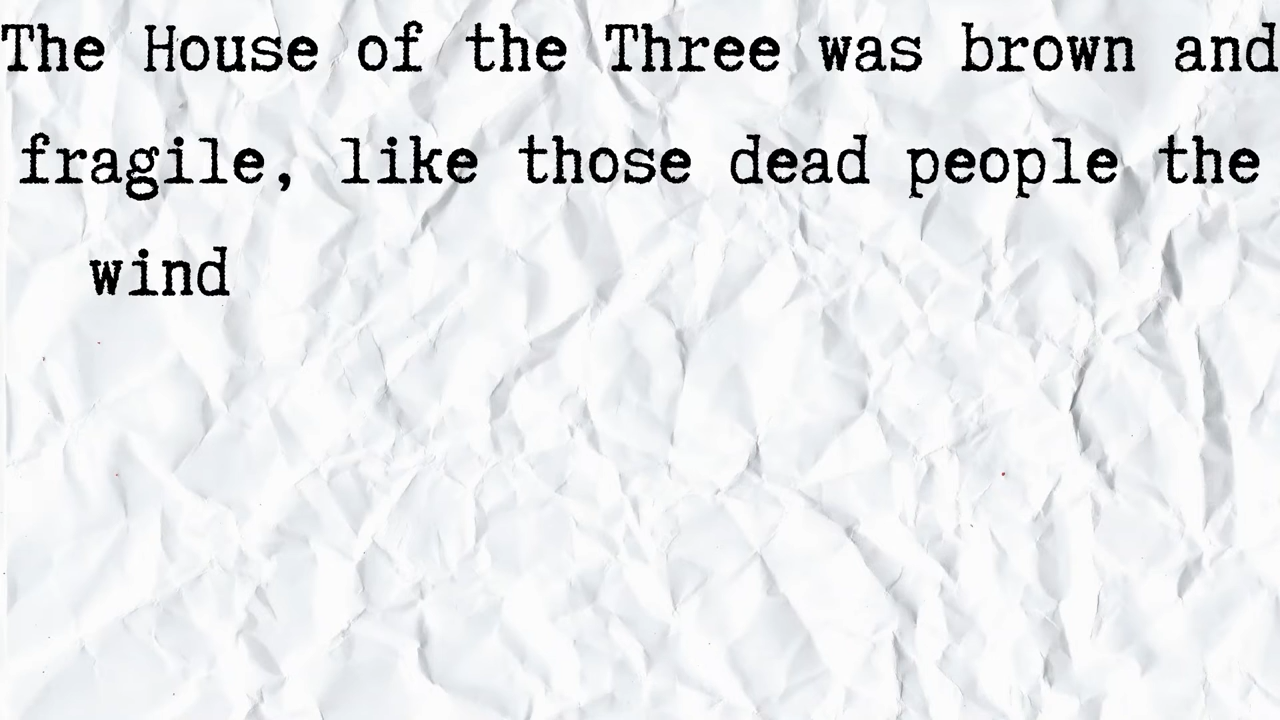 The House of the Three was brown and
fragile, like those dead people the
wind